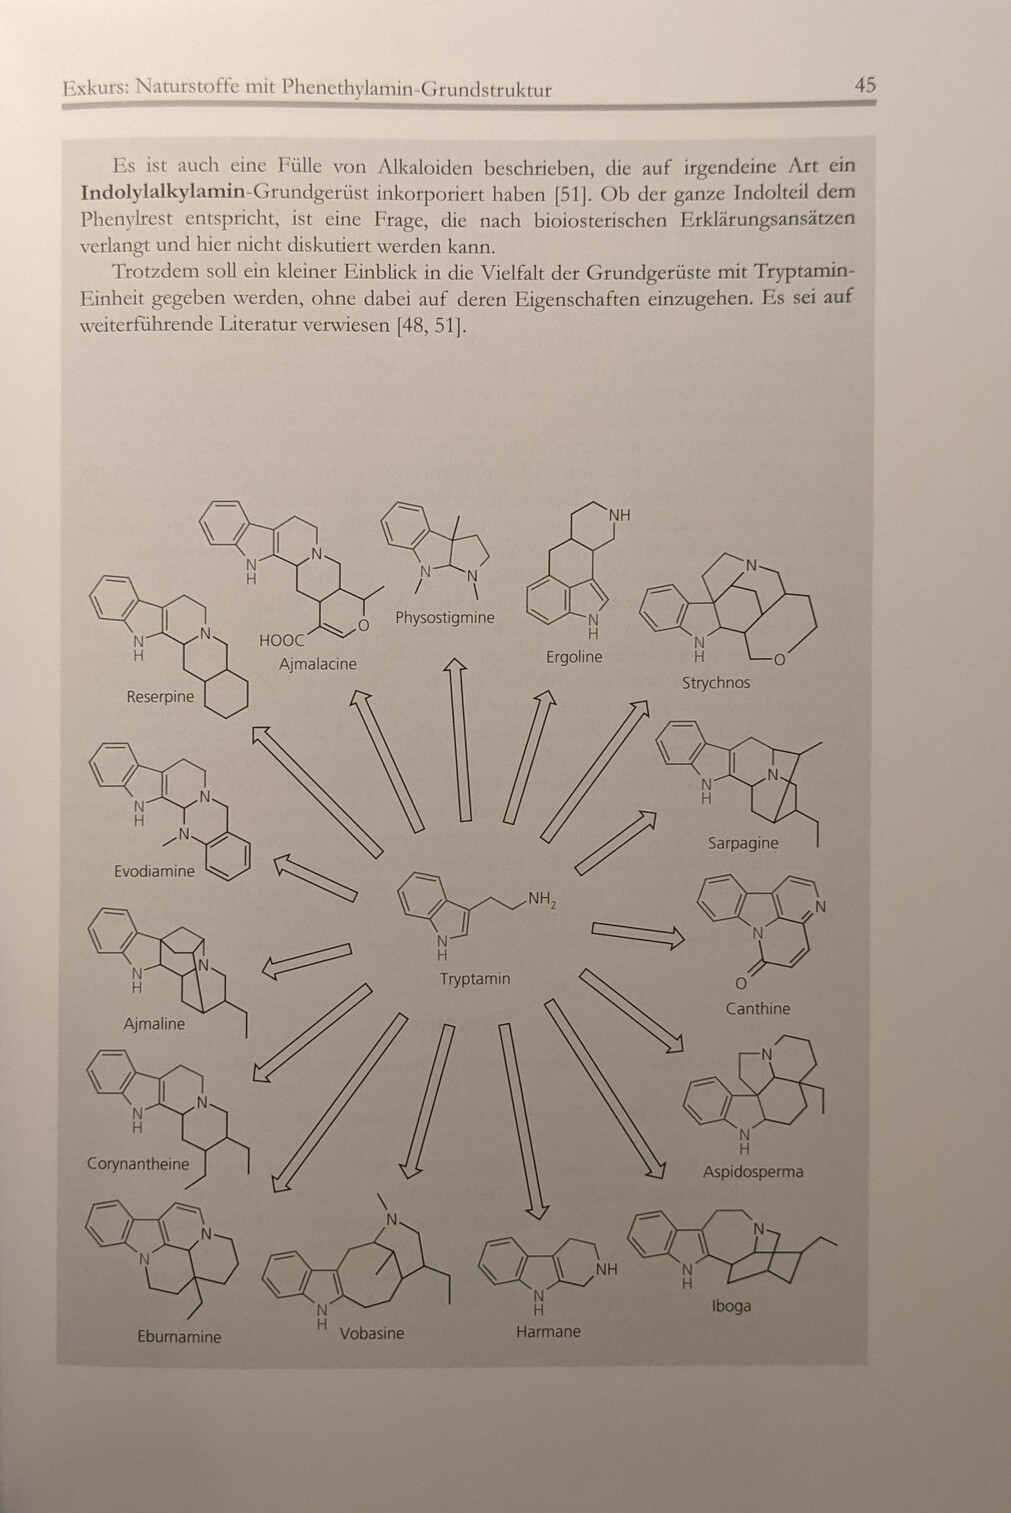 Exkurs: Naturstoffe mit Phenethylamin-Grundstruktur 45
Es ist auch eine Fülle von Alkaloiden beschrieben, die auf irgendeine Art ein
Indolylalkylamin-Grundgerüst inkorporiert haben [51]. Ob der ganze Indolteil dem
Phenylrest entspricht, ist eine Frage, die nach bioiosterischen Erklärungsansätzen
verlangt und hier nicht diskutiert werden kann.
Trotzdem soll ein kleiner Einblick in die Vielfalt der Grundgerüste mit Tryptamin-
Einheit gegeben werden, ohne dabei auf deren Eigenschaften einzugehen. Es sei auf
weiterführende Literatur verwiesen [48, 51].
N
H
N
Reserpine
N
H
N
O
HOOC
Ajmalacine
N
N
Physostigmine
NH
N
H
Ergoline
N
N
H
O
Strychnos
N
H
N
N
Evodiamine
N
N
H
Sarpagine
NH2
N
H
Tryptamin
N
N
O
Canthine
N
N
H
Ajmaline
N
N
H
Corynantheine
N
N
H
Aspidosperma
N
N
Eburnamine
N
N
H
Vobasine
NH
N
H
Harmane
N
N
H
Iboga